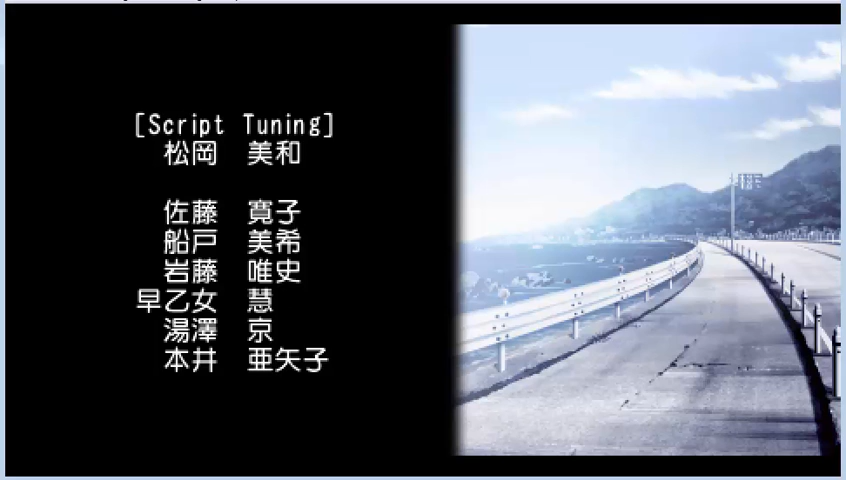 [Script Tuning]
松岡　美和
佐藤　寛子
船戸　美希
岩藤　唯史
早乙女　慧
湯澤　京
本井　亜矢子